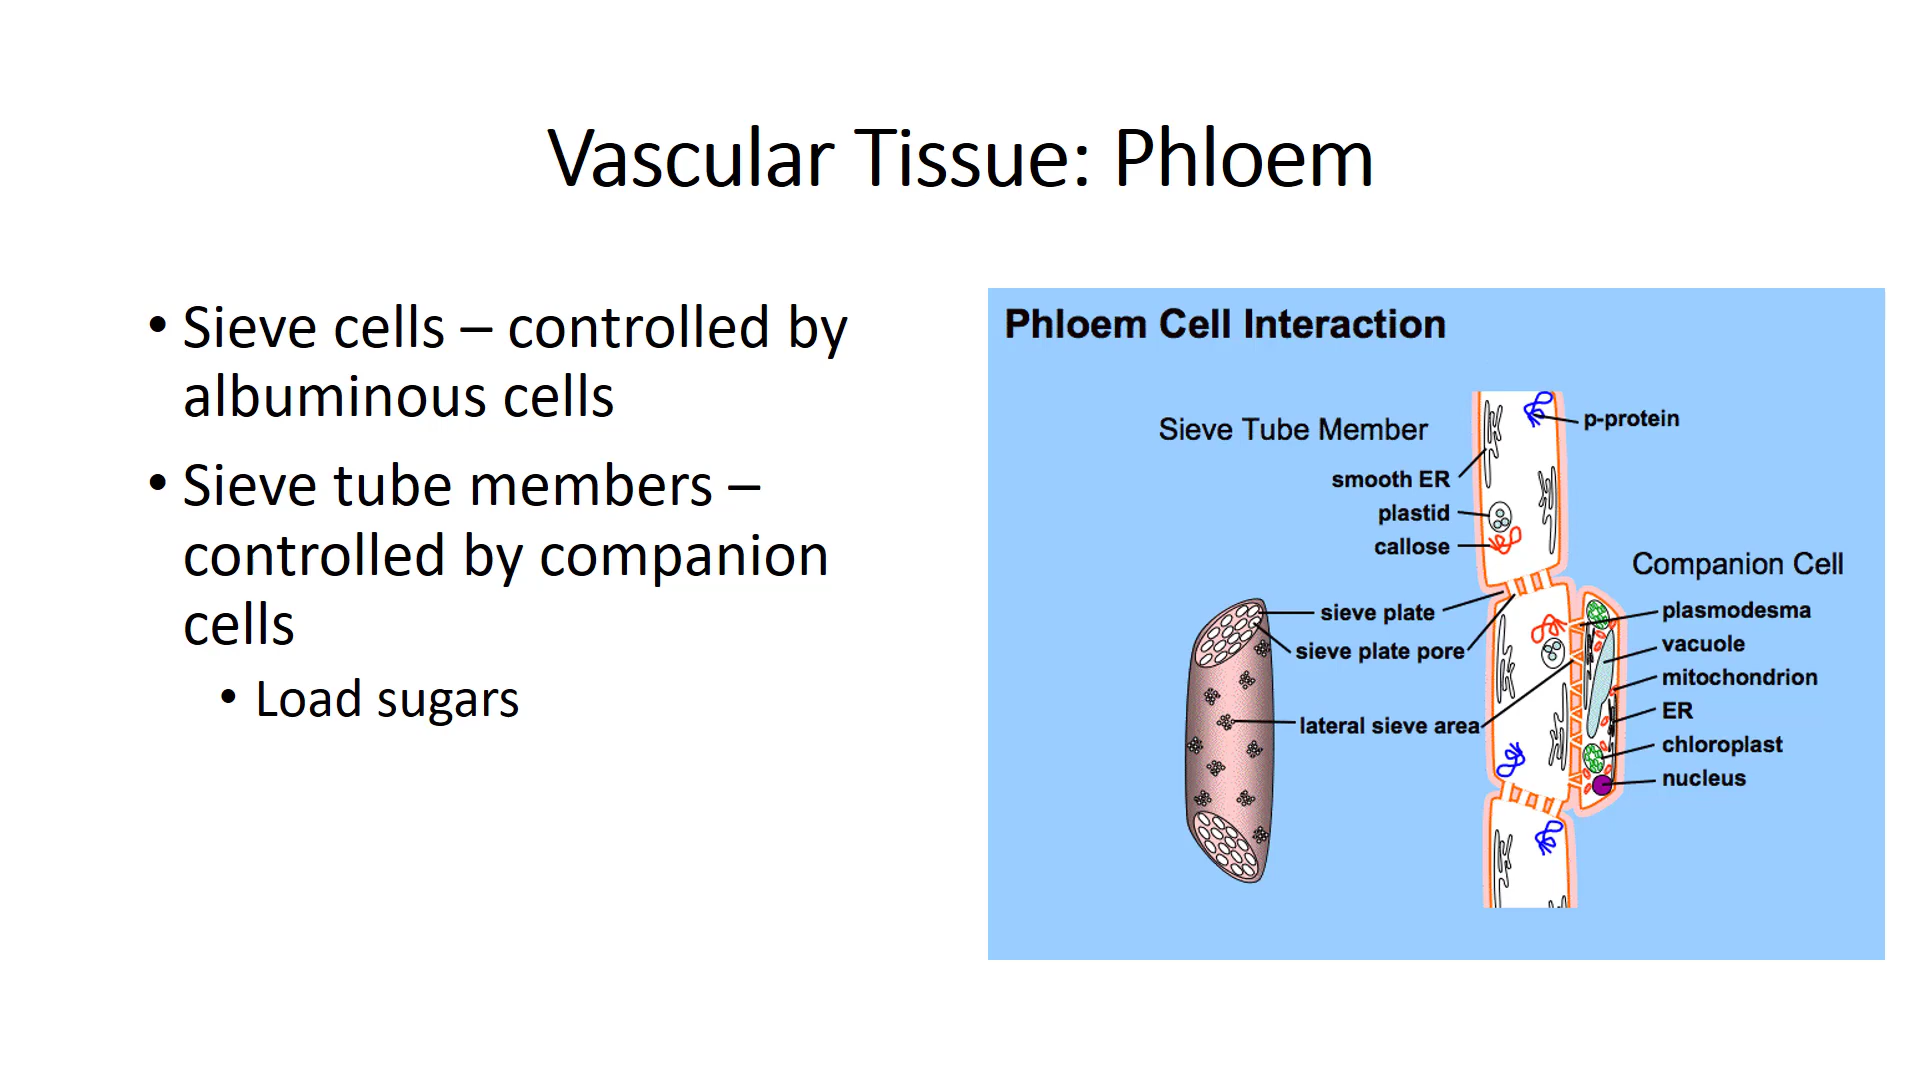 Vascular Tissue: Phloem
• Sieve cells – controlled by
albuminous cells
• Sieve tube members –
controlled by companion
cells
• Load sugars
Phloem Cell Interaction
Sieve Tube Member
p-protein
smooth ER
plastid
callose
sieve plate
sieve plate pore
lateral sieve area
Companion Cell
plasmodesma
vacuole
mitochondrion
ER
chloroplast
nucleus